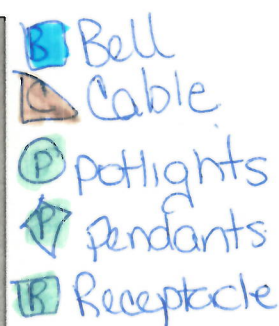 B Bell
C Cable
P potlights
P pendants
R Receptacle